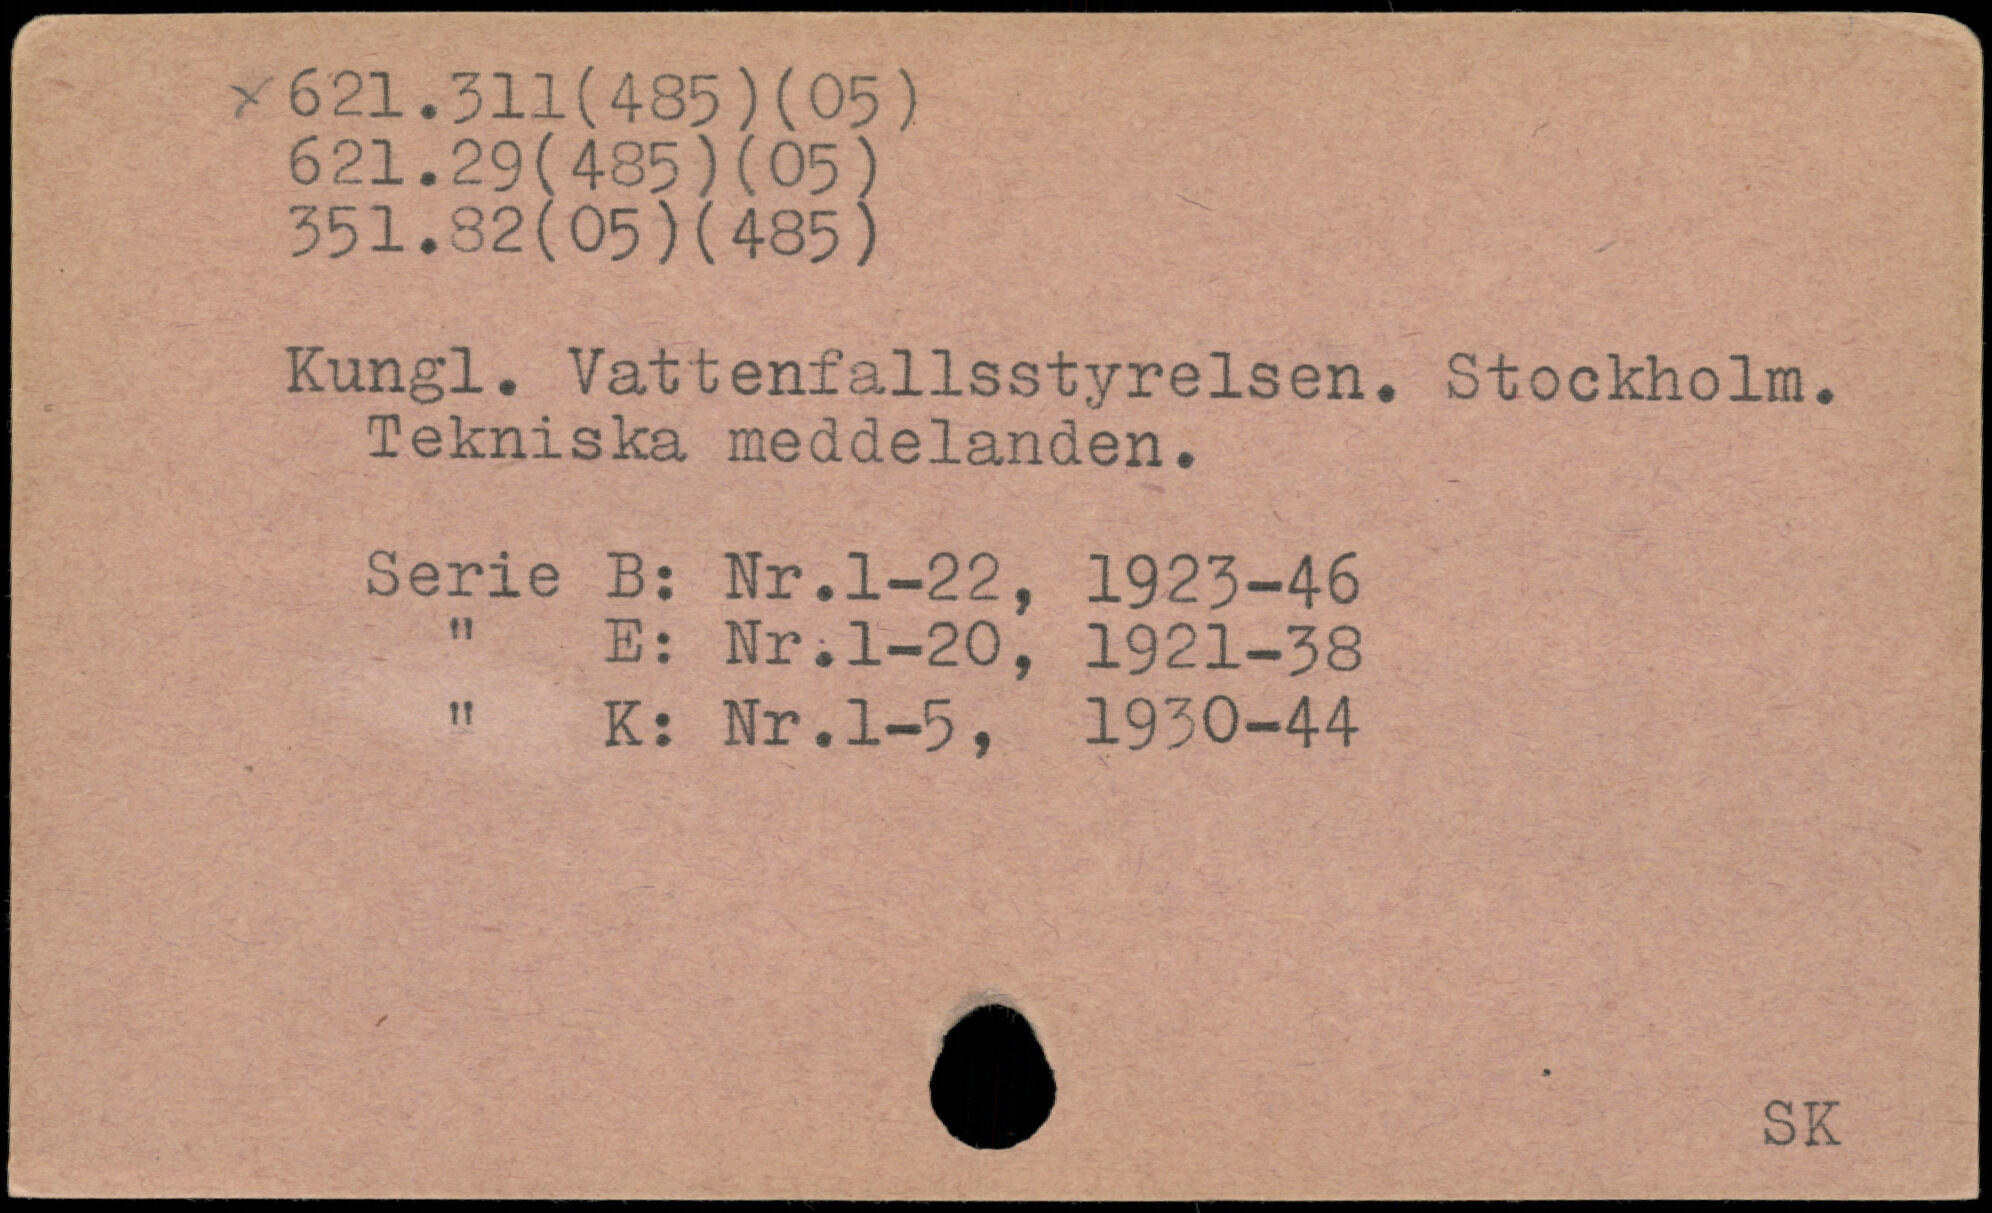 x 621.311(485)(05)
621.29(485)(05)
351.82(05)(485)
Kungl. Vattenfallsstyrelsen. Stockholm.
Tekniska meddelanden.
Serie B: Nr.1-22, 1923-46
" E: Nr.1-20, 1921-38
" K: Nr.1-5, 1930-44
SK